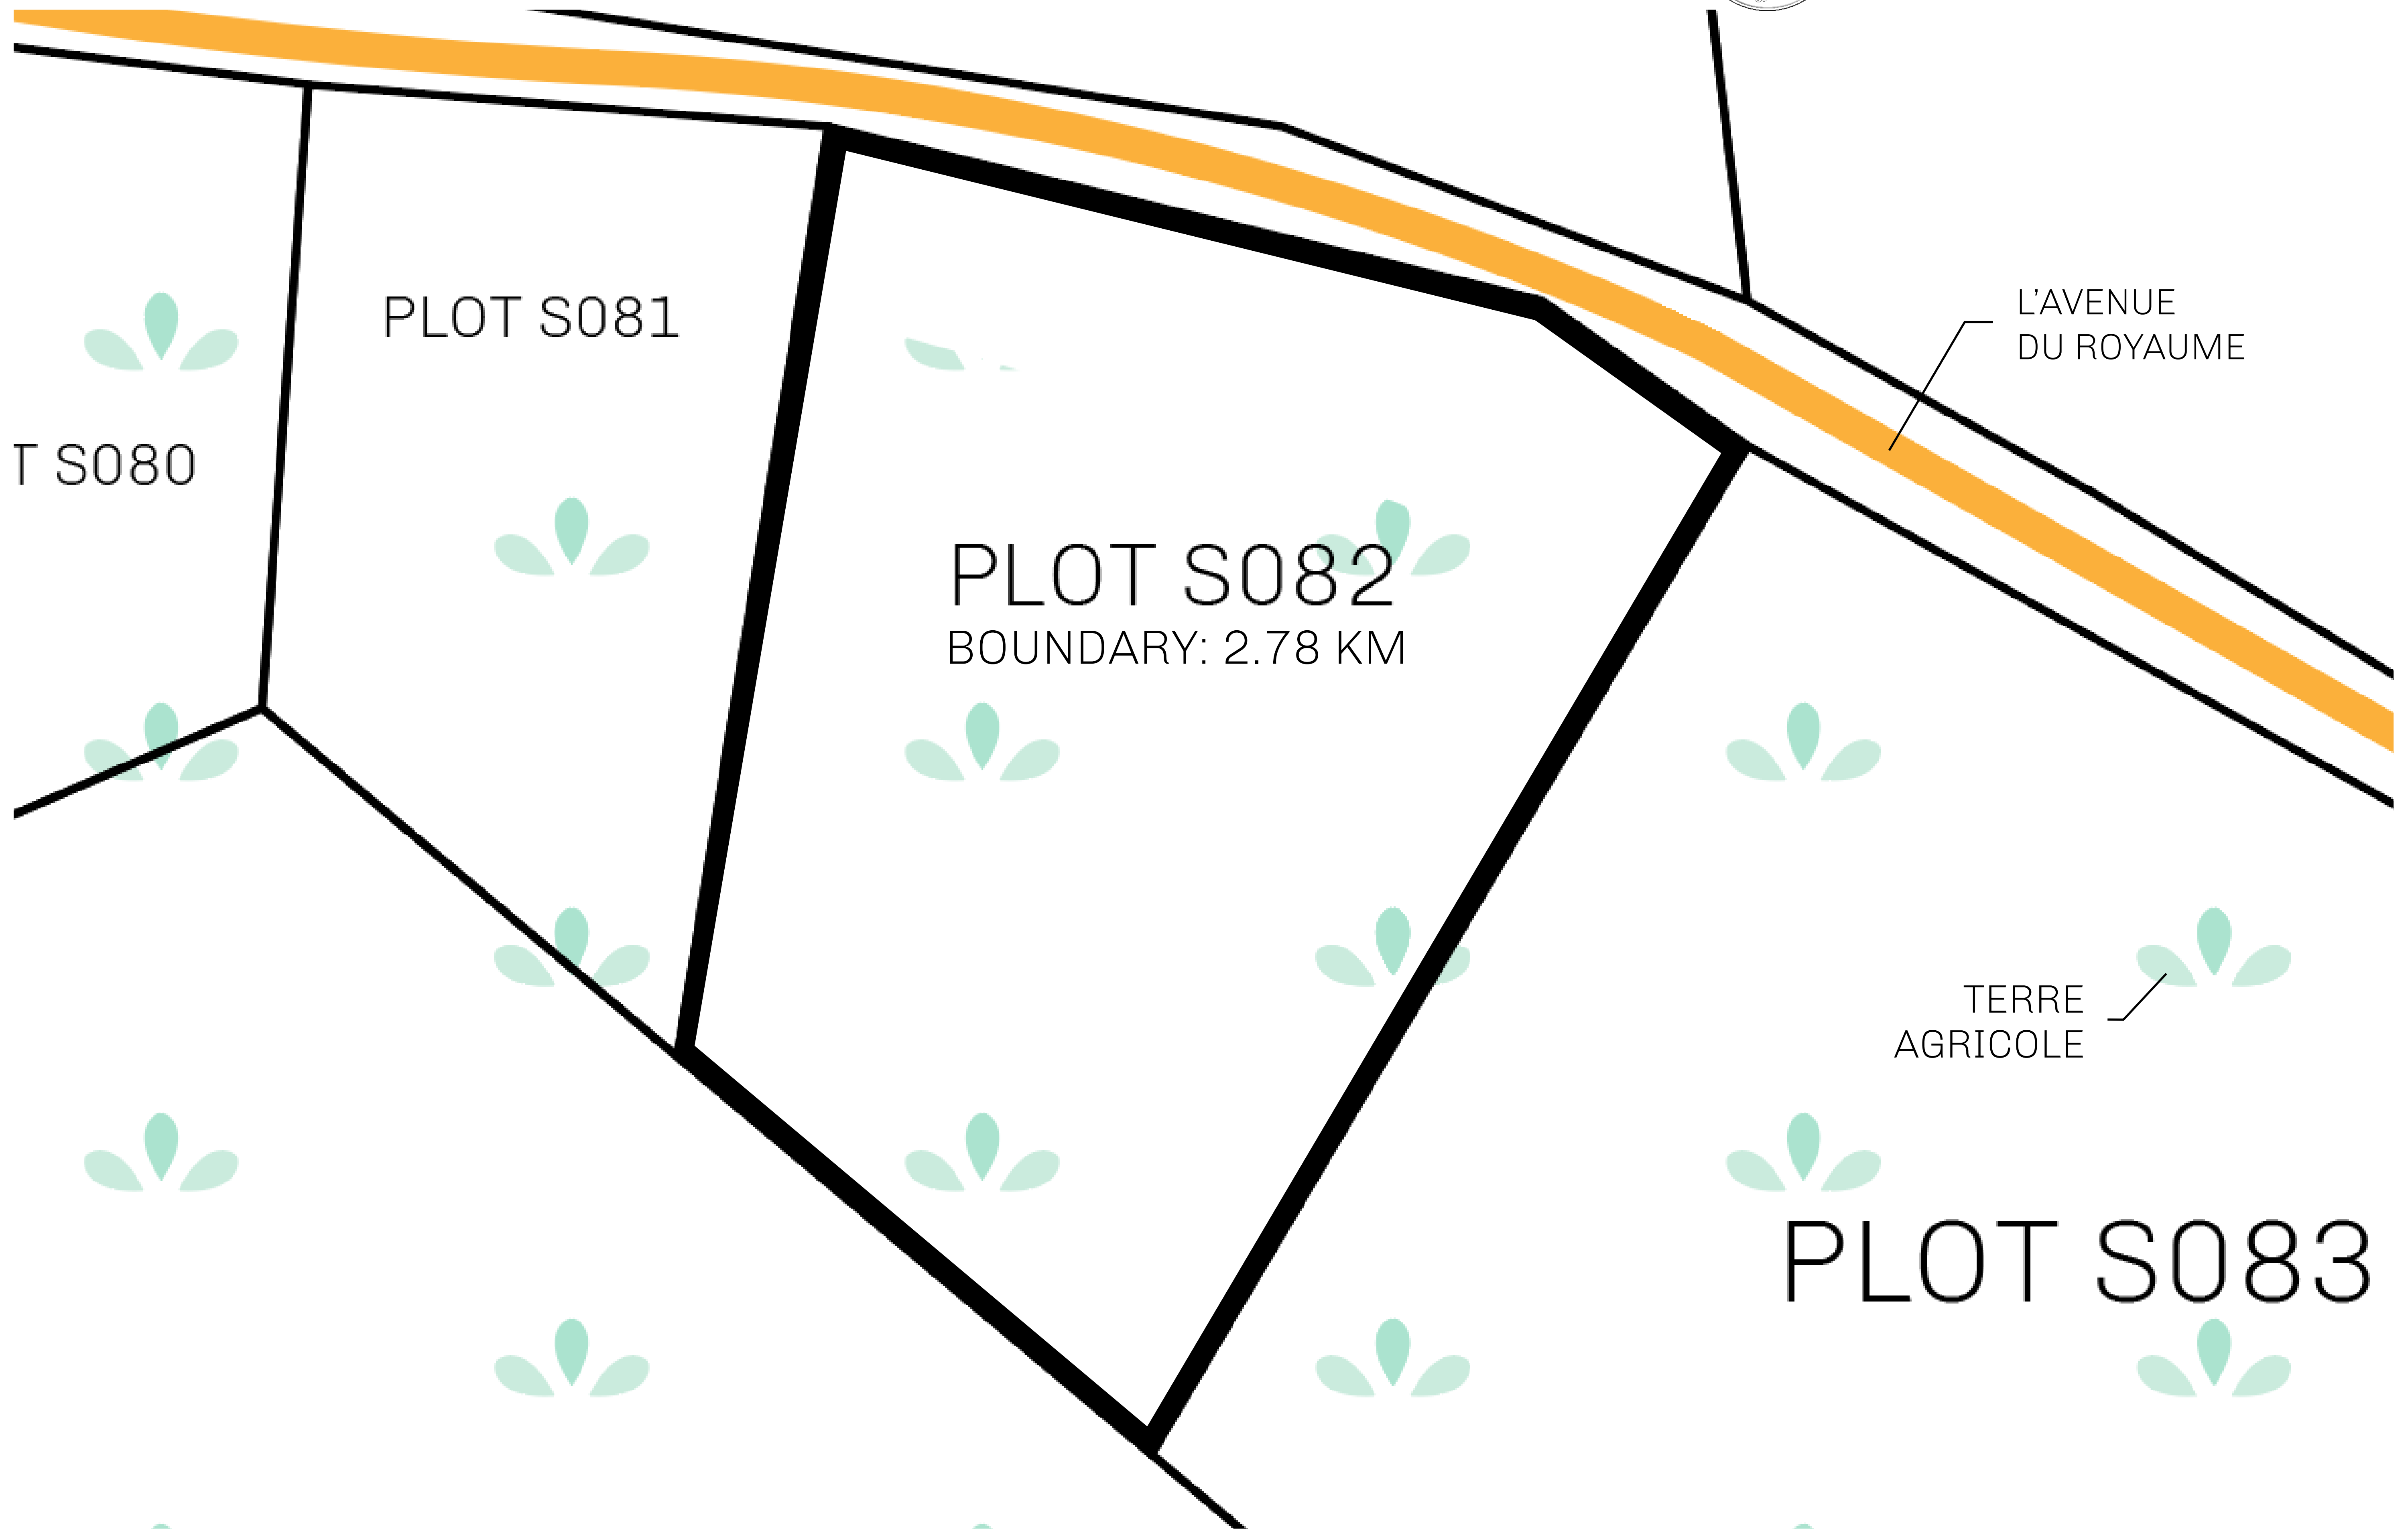 PLOT S081
L'AVENUE
DU ROYAUME
T S080
PLOT S082
BOUNDARY: 2.78 KM
TERRE
AGRICOLE
PLOT S083